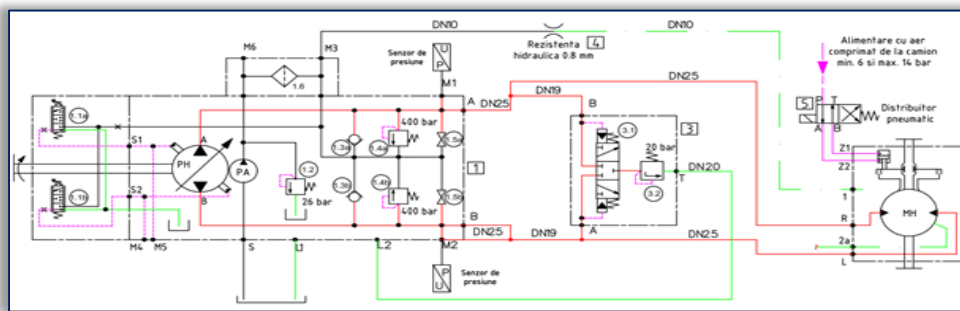 DN10
DN10
M6
M3
Senzor de
presiune
U
P
Rezistenta
hidraulica 0.8 mm
4
Alimentare cu aer
comprimat de la camion
min. 6 si max. 14 bar
1.6
M1
A
DN25
DN19
DN25
5
P T
A B
Distribuitor
pneumatic
1.1a
S1
A
PH
PA
1.2
26 bar
1.3a
400 bar
1.4a
1.5a
1
B
3.1
3
20 bar
DN20
T
3.2
Z1
Z2
1
R
MH
2a
L
1.1b
S2
B
1.3b
1.4b
400 bar
1.5b
B
DN25
DN19
A
DN25
M4
M5
S
L1
L2
M2
P
U
Senzor de
presiune